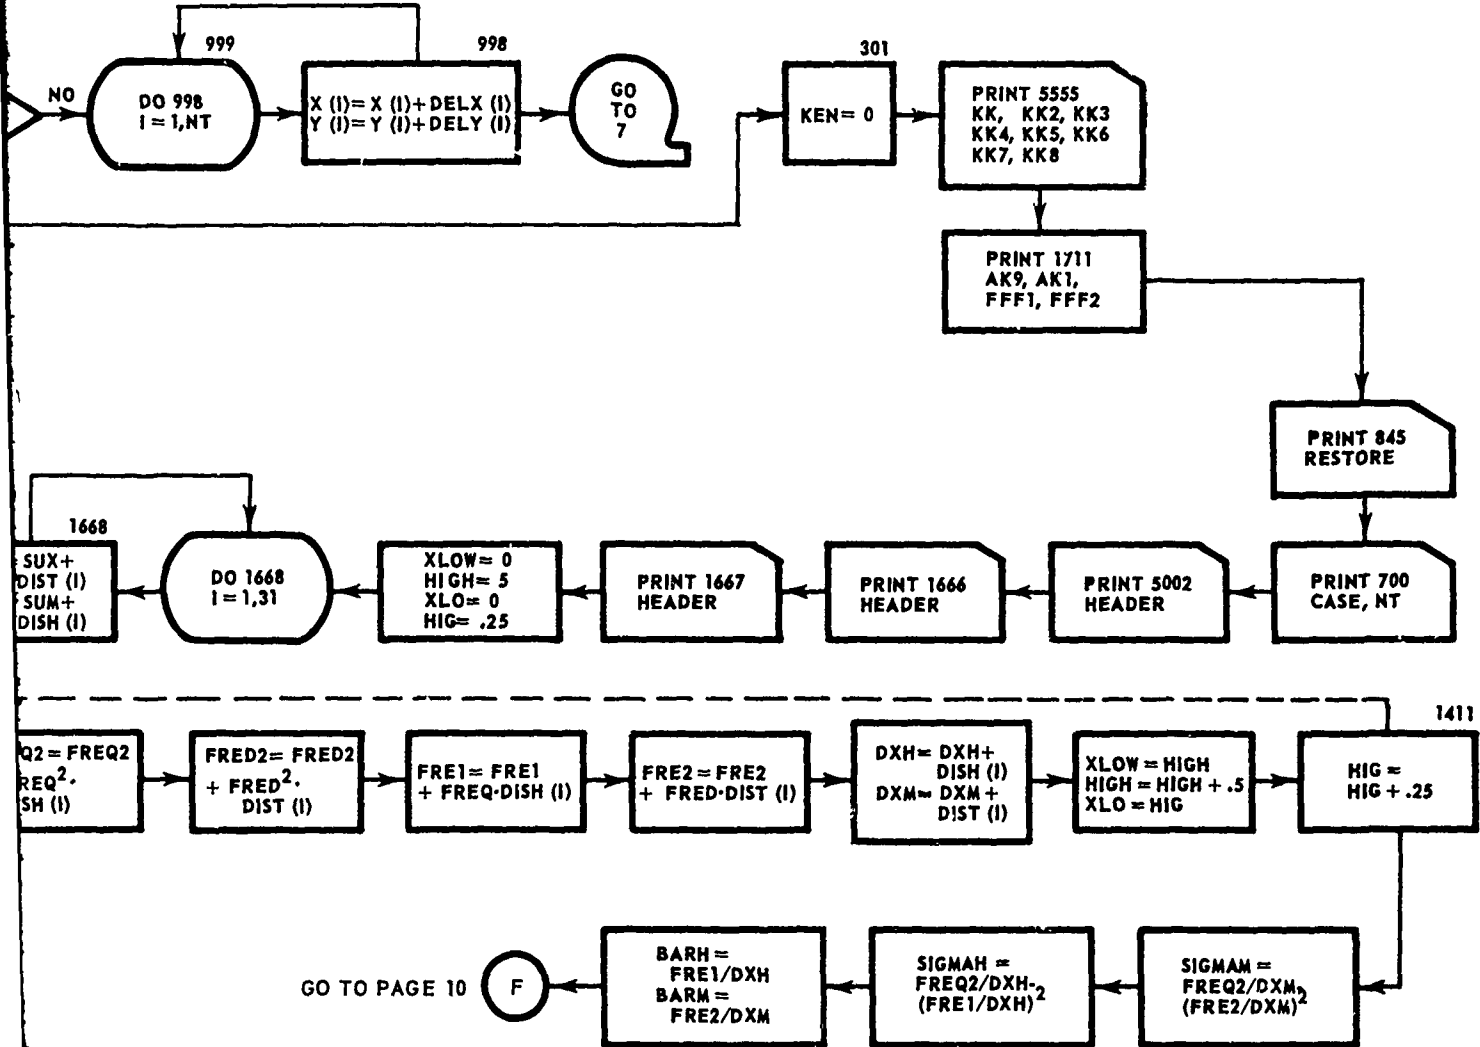 999
998
301
NO
DO 998
I = 1,NT
X (I)= X (I)+ DELX (I)
Y (I)= Y (I)+ DELY (I)
GO
TO
7
KEN= 0
PRINT 5555
KK, KK2, KK3
KK4, KK5, KK6
KK7, KK8
PRINT 1711
AK9, AK1,
FFF1, FFF2
PRINT 845
RESTORE
1668
SUX+
DIST (I)
SUM+
DISH (I)
DO 1668
I = 1,31
XLOW= 0
HIGH= 5
XLO= 0
HIG= .25
PRINT 1667
HEADER
PRINT 1666
HEADER
PRINT 5002
HEADER
PRINT 700
CASE, NT
1411
Q2 = FREQ2
REQ²·
SH (I)
FRED2= FRED2
+ FRED²·
DIST (I)
FRE1 = FRE1
+ FREQ·DISH (I)
FRE2 = FRE2
+ FRED·DIST (I)
DXH= DXH+
DISH (I)
DXM= DXM+
DIST (I)
XLOW = HIGH
HIGH = HIGH + .5
XLO = HIG
HIG =
HIG + .25
GO TO PAGE 10
F
BARH =
FRE1/DXH
BARM =
FRE2/DXM
SIGMAH =
FREQ2/DXH-
(FRE1/DXH)²
SIGMAM =
FREQ2/DXM-
(FRE2/DXM)²